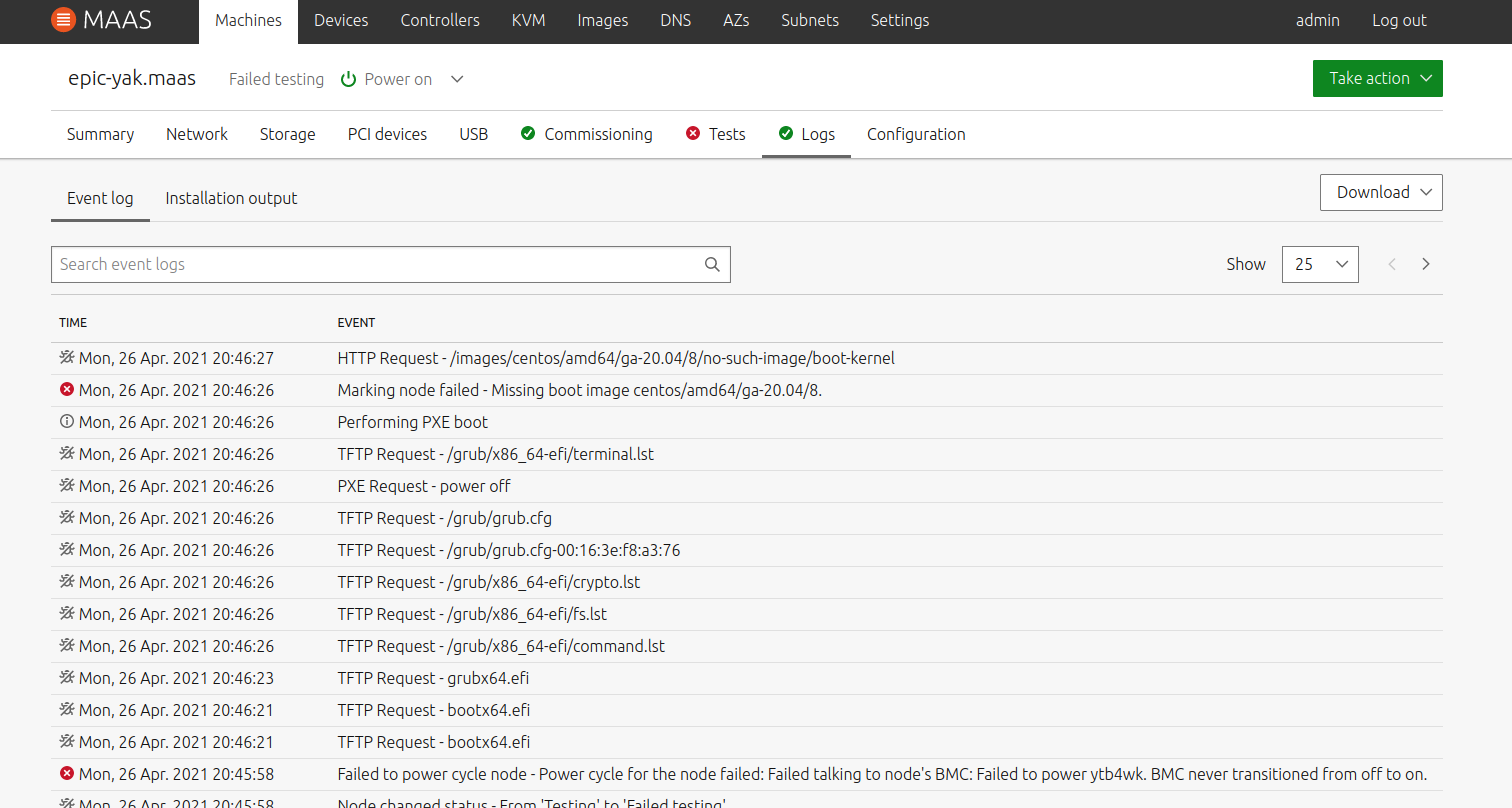 MAAS Machines Devices Controllers KVM Images DNS AZs Subnets Settings admin Log out
epic-yak.maas Failed testing Power on Take action
Summary Network Storage PCI devices USB Commissioning Tests Logs Configuration
Event log Installation output Download
Search event logs Show 25
TIME EVENT
Mon, 26 Apr. 2021 20:46:27 HTTP Request - /images/centos/amd64/ga-20.04/8/no-such-image/boot-kernel
Mon, 26 Apr. 2021 20:46:26 Marking node failed - Missing boot image centos/amd64/ga-20.04/8.
Mon, 26 Apr. 2021 20:46:26 Performing PXE boot
Mon, 26 Apr. 2021 20:46:26 TFTP Request - /grub/x86_64-efi/terminal.lst
Mon, 26 Apr. 2021 20:46:26 PXE Request - power off
Mon, 26 Apr. 2021 20:46:26 TFTP Request - /grub/grub.cfg
Mon, 26 Apr. 2021 20:46:26 TFTP Request - /grub/grub.cfg-00:16:3e:f8:a3:76
Mon, 26 Apr. 2021 20:46:26 TFTP Request - /grub/x86_64-efi/crypto.lst
Mon, 26 Apr. 2021 20:46:26 TFTP Request - /grub/x86_64-efi/fs.lst
Mon, 26 Apr. 2021 20:46:26 TFTP Request - /grub/x86_64-efi/command.lst
Mon, 26 Apr. 2021 20:46:23 TFTP Request - grubx64.efi
Mon, 26 Apr. 2021 20:46:21 TFTP Request - bootx64.efi
Mon, 26 Apr. 2021 20:46:21 TFTP Request - bootx64.efi
Mon, 26 Apr. 2021 20:45:58 Failed to power cycle node - Power cycle for the node failed: Failed talking to node's BMC: Failed to power ytb4wk. BMC never transitioned from off to on.
Mon, 26 Apr. 2021 20:45:58 Node changed status - From 'Testing' to 'Failed testing'